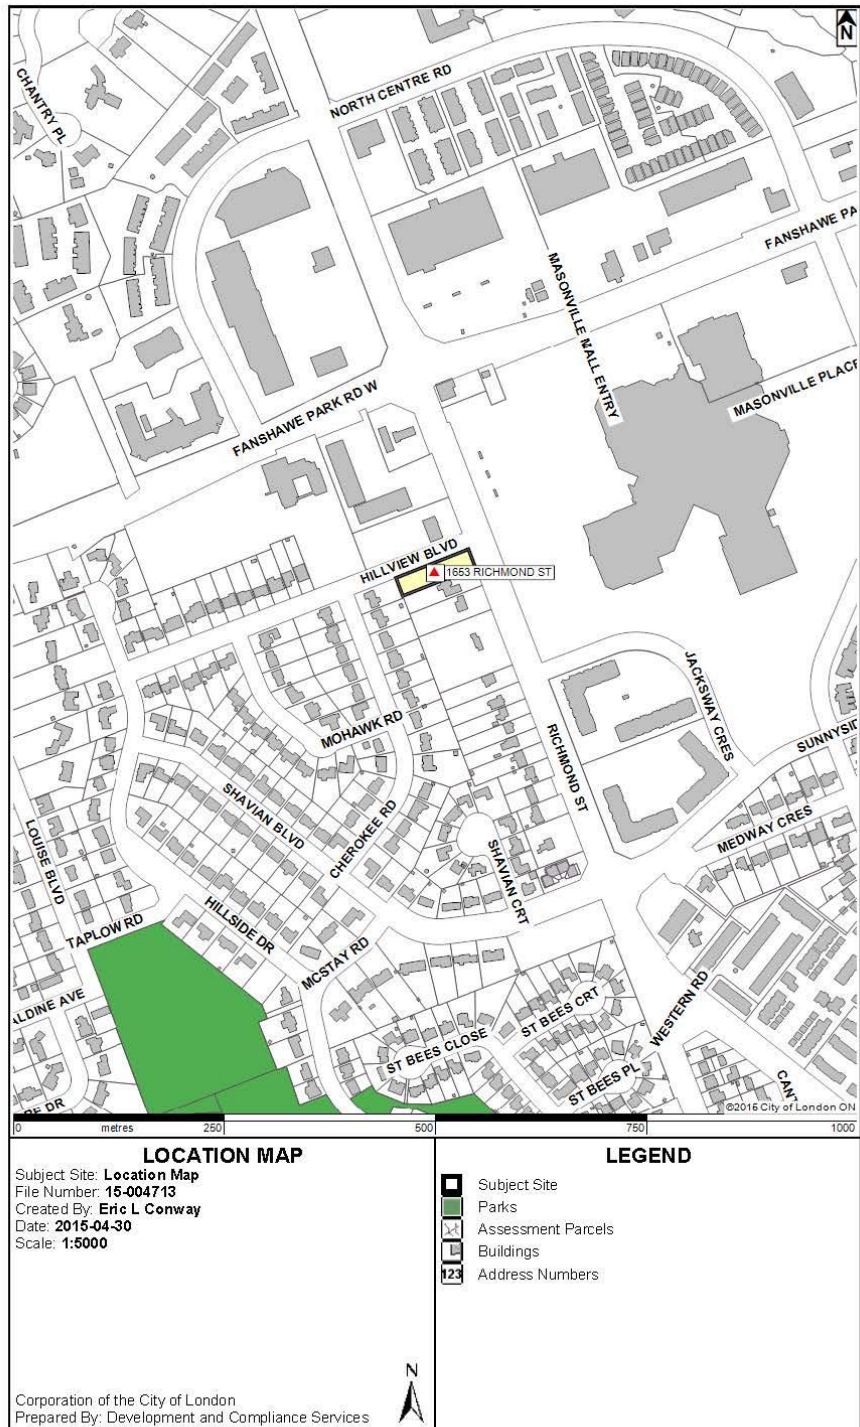 N
CHANTRY PL
NORTH CENTRE RD
FANSHAWE PA
MASONVILLE MALL ENTRY
MASONVILLE PLACE
FANSHAWE PARK RD W
HILLVIEW BLVD
1653 RICHMOND ST
MOHAWK RD
JACKSWAY CRES
RICHMOND ST
SUNNYSID
SHAVIAN BLVD
CHEROKEE RD
MEDWAY CRES
LOUISE BLVD
SHAVIAN CRT
HILLSIDE DR
TAPLOW RD
MCSTAY RD
ALDINE AVE
WESTERN RD
ST BEES CRT
ST BEES CLOSE
ST BEES PL
CANT
DR
©2015 City of London ON
0 metres 250 500 750 1000
LOCATION MAP
Subject Site: Location Map
File Number: 15-004713
Created By: Eric L Conway
Date: 2015-04-30
Scale: 1:5000
Corporation of the City of London
Prepared By: Development and Compliance Services
N
LEGEND
Subject Site
Parks
Assessment Parcels
Buildings
123 Address Numbers